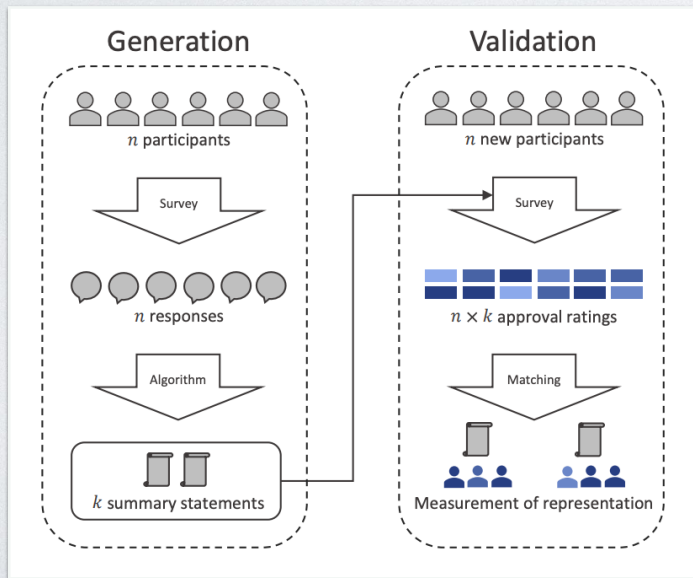 Generation
n participants
Survey
n responses
Algorithm
k summary statements
Validation
n new participants
Survey
n × k approval ratings
Matching
Measurement of representation